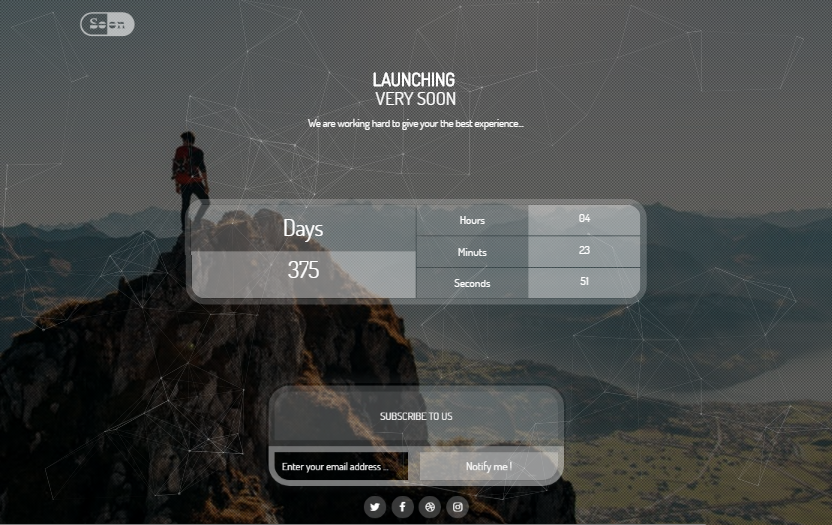 Soon
LAUNCHING
VERY SOON
We are working hard to give your the best experience...
Days
375
Hours
04
Minuts
23
Seconds
51
SUBSCRIBE TO US
Enter your email address ...
Notify me !